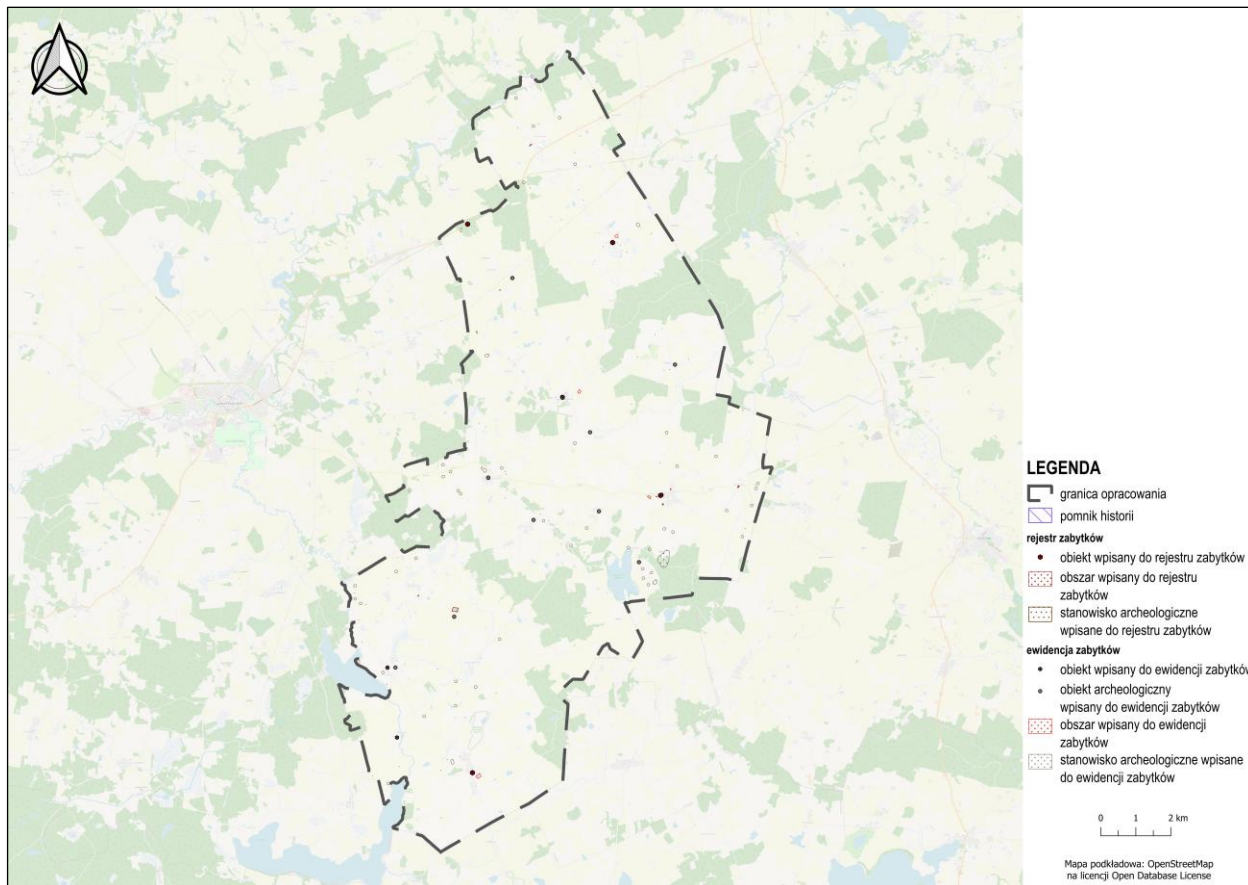 LEGENDA
granica opracowania
pomnik historii
rejestr zabytków
obiekt wpisany do rejestru zabytków
obszar wpisany do rejestru
zabytków
stanowisko archeologiczne
wpisane do rejestru zabytków
ewidencja zabytków
obiekt wpisany do ewidencji zabytków
obiekt archeologiczny
wpisany do ewidencji zabytków
obszar wpisany do ewidencji
zabytków
stanowisko archeologiczne wpisane
do ewidencji zabytków
0 1 2 km
Mapa podkładowa: OpenStreetMap
na licencji Open Database License